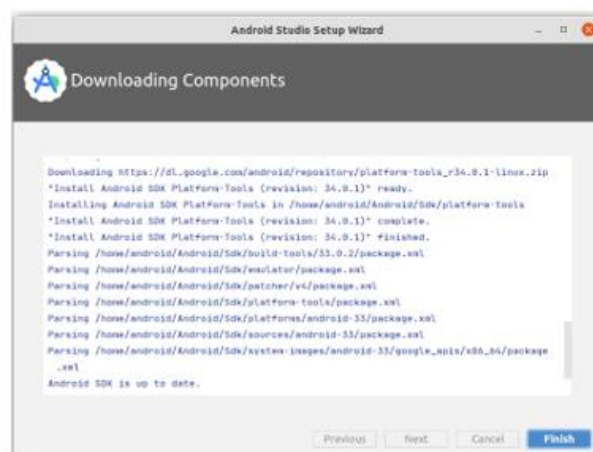 Android Studio Setup Wizard
Downloading Components
Downloading https://dl.google.com/android/repository/platform-tools_r34.0.1-linux.zip
"Install Android SDK Platform-Tools (revision: 34.0.1)" ready.
Installing Android SDK Platform-Tools in /home/android/Android/Sdk/platform-tools
"Install Android SDK Platform-Tools (revision: 34.0.1)" complete.
"Install Android SDK Platform-Tools (revision: 34.0.1)" finished.
Parsing /home/android/Android/Sdk/build-tools/33.0.2/package.xml
Parsing /home/android/Android/Sdk/emulator/package.xml
Parsing /home/android/Android/Sdk/patcher/v4/package.xml
Parsing /home/android/Android/Sdk/platform-tools/package.xml
Parsing /home/android/Android/Sdk/platforms/android-33/package.xml
Parsing /home/android/Android/Sdk/sources/android-33/package.xml
Parsing /home/android/Android/Sdk/system-images/android-33/google_apis/x86_64/package
.xml
Android SDK is up to date.
Previous Next Cancel Finish